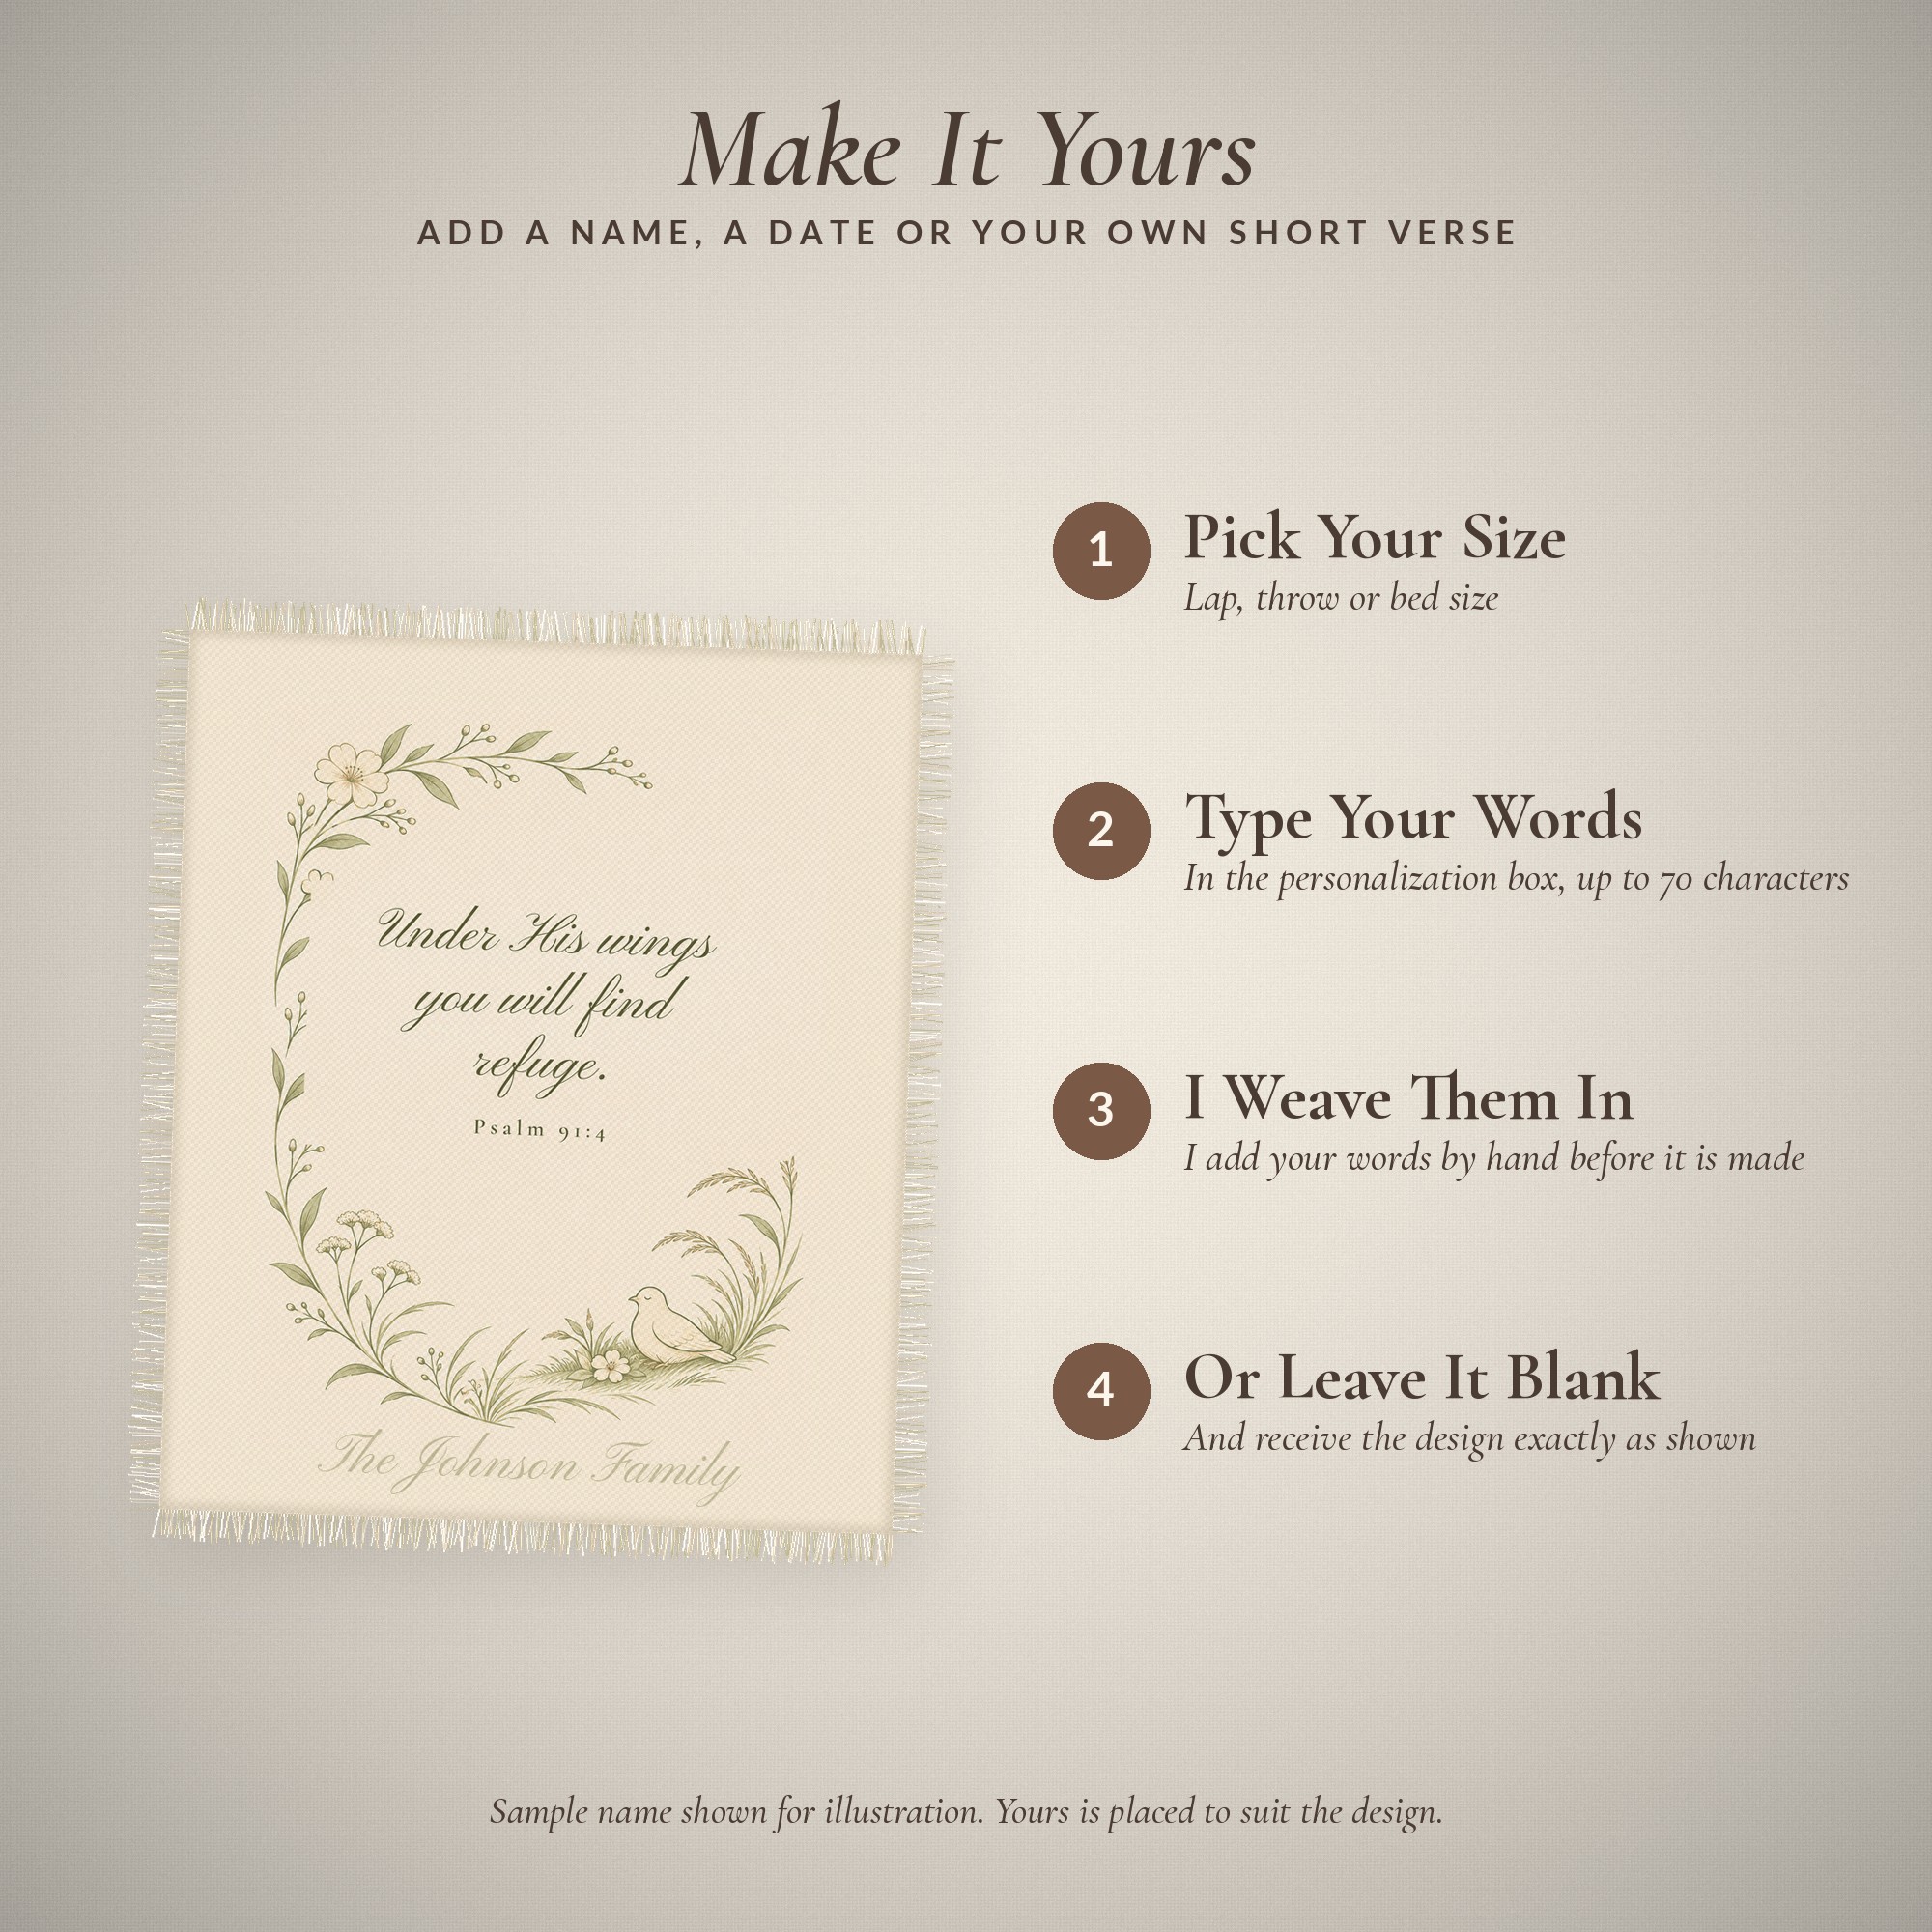 Make It Yours
ADD A NAME, A DATE OR YOUR OWN SHORT VERSE
Under His wings
you will find
refuge.
Psalm 91:4
The Johnson Family
1
Pick Your Size
Lap, throw or bed size
2
Type Your Words
In the personalization box, up to 70 characters
3
I Weave Them In
I add your words by hand before it is made
4
Or Leave It Blank
And receive the design exactly as shown
Sample name shown for illustration. Yours is placed to suit the design.